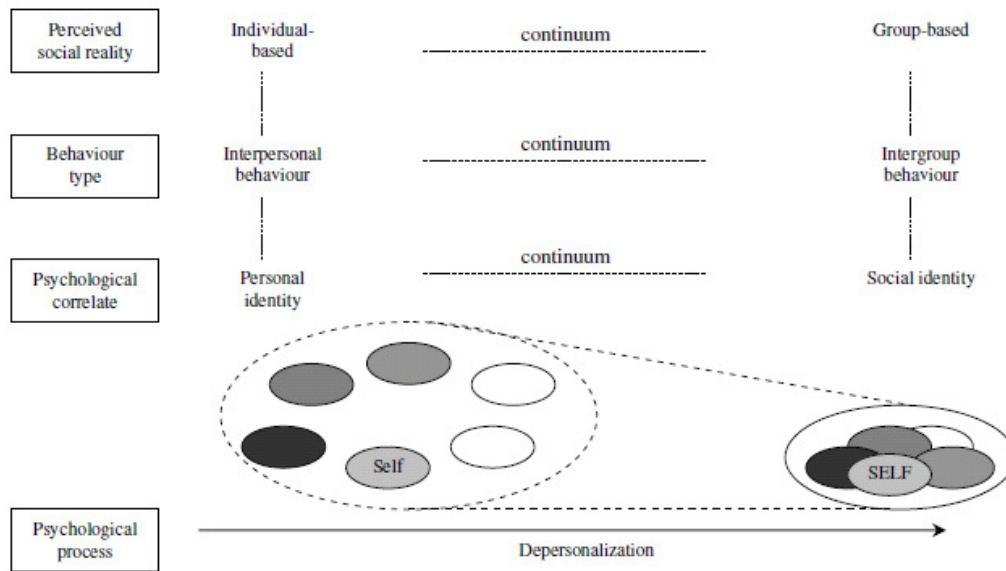 Perceived
social reality
Individual-
based
continuum
Group-based
Behaviour
type
Interpersonal
behaviour
continuum
Intergroup
behaviour
Psychological
correlate
Personal
identity
continuum
Social identity
Self
SELF
Psychological
process
Depersonalization